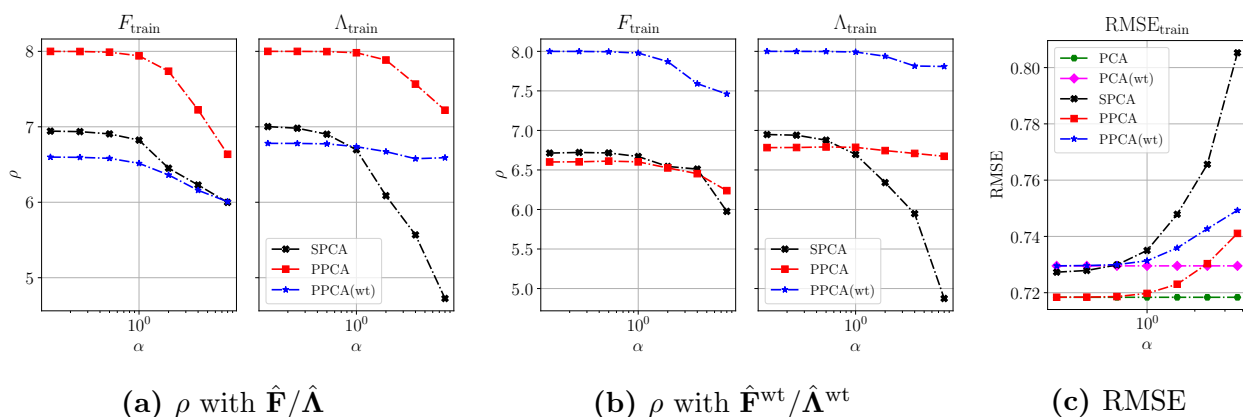 F_train
Λ_train
8
7
6
5
ρ
10^0
α
10^0
α
SPCA
PPCA
PPCA(wt)
F_train
Λ_train
8.0
7.5
7.0
6.5
6.0
5.5
5.0
ρ
10^0
α
10^0
α
SPCA
PPCA
PPCA(wt)
RMSE_train
0.80
0.78
0.76
0.74
0.72
RMSE
PCA
PCA(wt)
SPCA
PPCA
PPCA(wt)
10^0
α
(a) ρ with F̂/Λ̂
(b) ρ with F̂^wt/Λ̂^wt
(c) RMSE